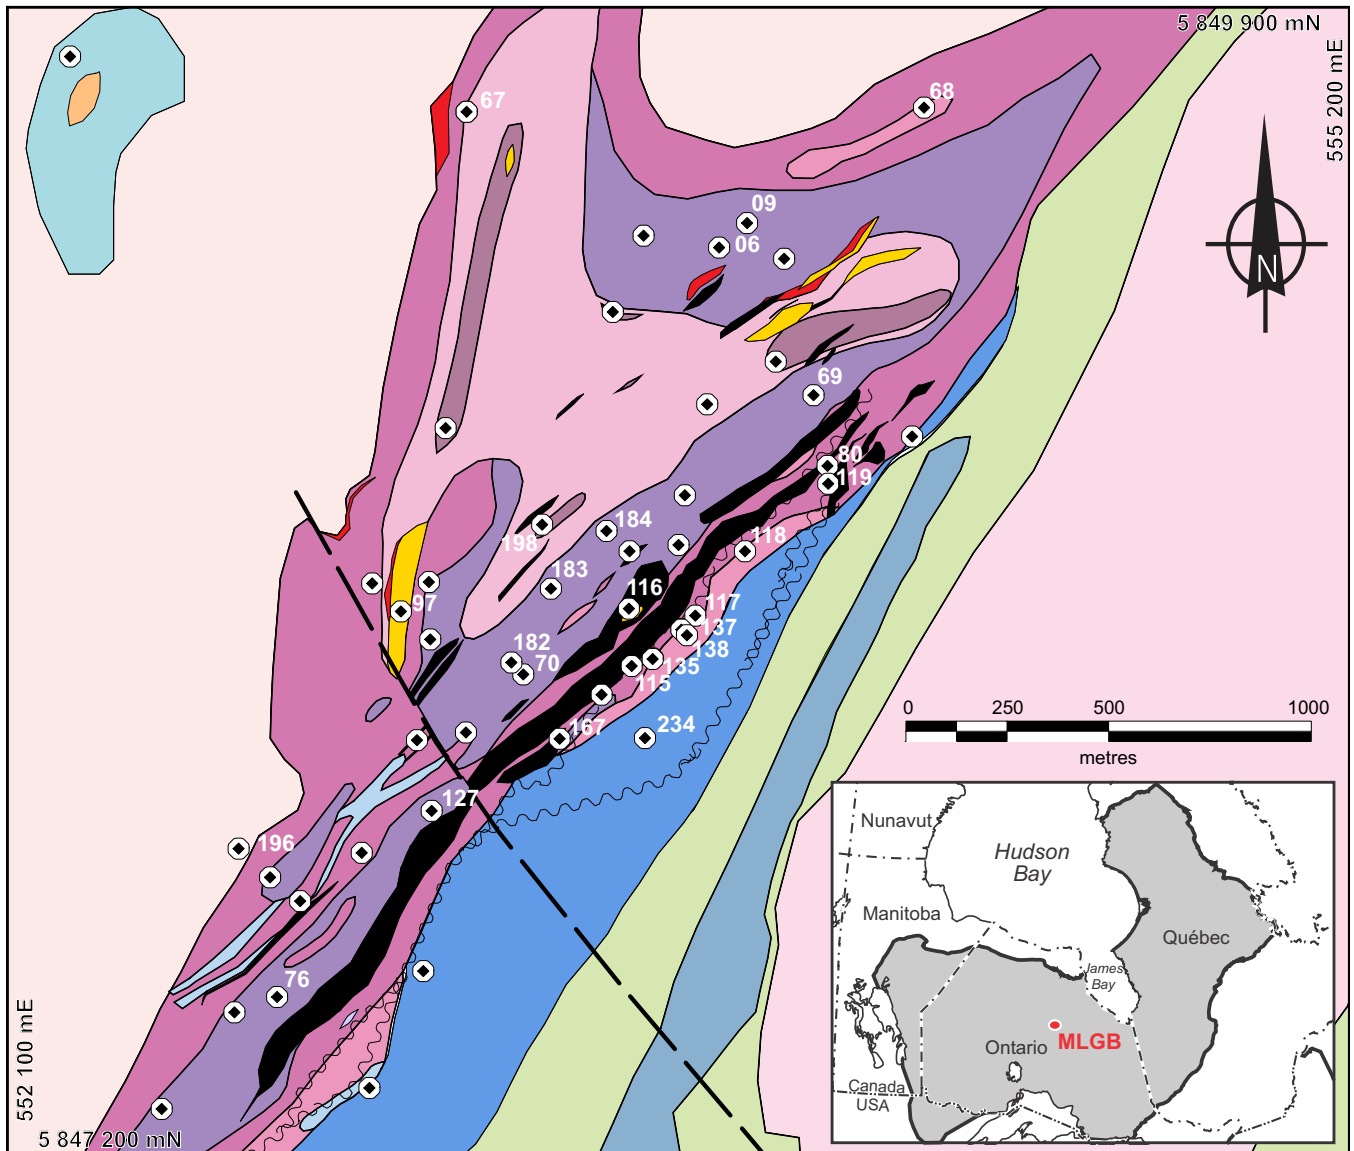 5 849 900 mN
555 200 mE
67
68
09
06
N
69
80
119
184
198
118
183
116
97
117
137
138
182
70
135
115
167
234
0 250 500 1000
metres
127
196
76
552 100 mE
5 847 200 mN
Nunavut
Hudson
Bay
Manitoba
Québec
James
Bay
Ontario
MLGB
Canada
USA